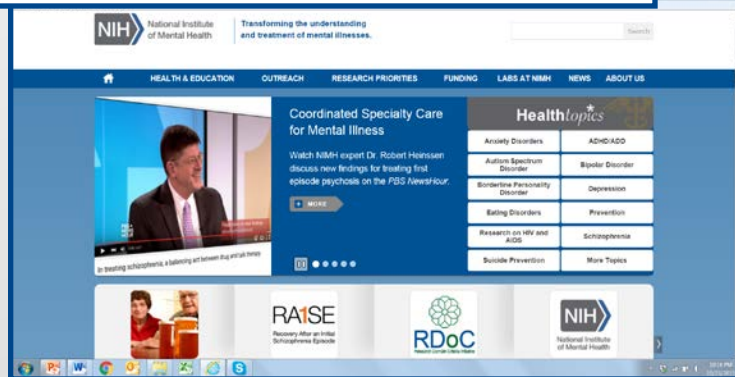 NIH
National Institute
of Mental Health
Transforming the understanding
and treatment of mental illnesses.
Search
HEALTH & EDUCATION
OUTREACH
RESEARCH PRIORITIES
FUNDING
LABS AT NIMH
NEWS
ABOUT US
Coordinated Specialty Care
for Mental Illness
Watch NIMH expert Dr. Robert Heinssen
discuss new findings for treating first
episode psychosis on the PBS NewsHour.
MORE
In treating schizophrenia, a balancing act between drug and talk therapy
Health topics
Anxiety Disorders
ADHD/ADD
Autism Spectrum
Disorder
Bipolar Disorder
Borderline Personality
Disorder
Depression
Eating Disorders
Prevention
Research on HIV and
AIDS
Schizophrenia
Suicide Prevention
More Topics
RA1SE
Recovery After an Initial
Schizophrenia Episode
RDoC
Research Domain Criteria Initiative
NIH
National Institute
of Mental Health